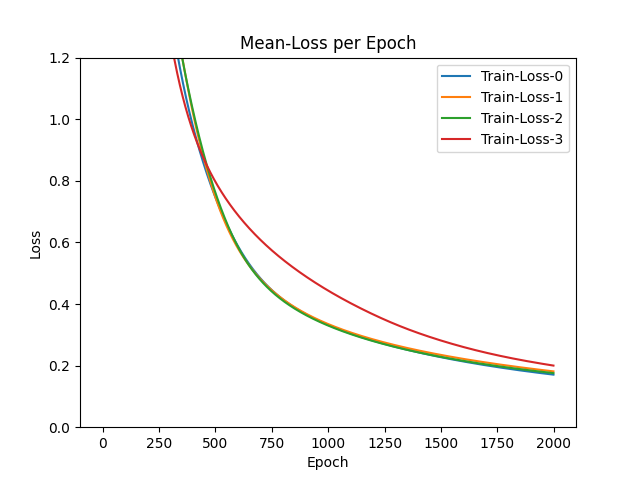 Mean-Loss per Epoch
1.2
1.0
0.8
0.6
0.4
0.2
0.0
Loss
Train-Loss-0
Train-Loss-1
Train-Loss-2
Train-Loss-3
0 250 500 750 1000 1250 1500 1750 2000
Epoch